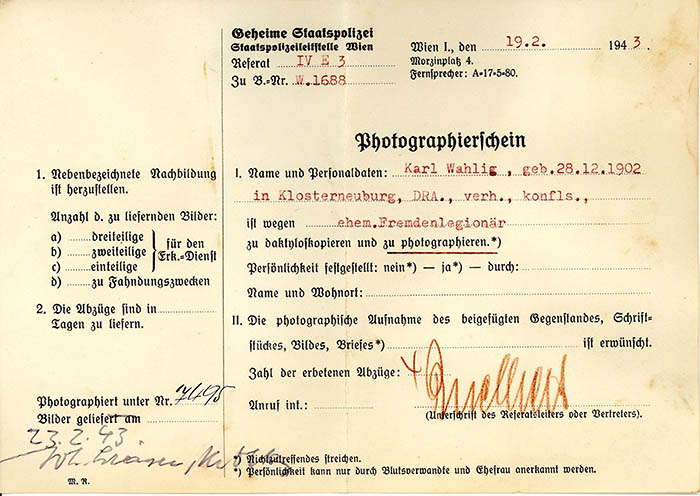 Geheime Staatspolizei
Staatspolizeileitstelle Wien
Referat IV E 3
Zu B.=Nr. W.1688
Wien I., den 19.2. 1943.
Morzinplatz 4.
Fernsprecher: A=17=5=80.
Photographierschein
1. Nebenbezeichnete Nachbildung
ist herzustellen.
Anzahl d. zu liefernden Bilder:
a) dreiteilige
b) zweiteilige
c) einteilige
für den
Erk.=Dienst
d) zu Fahndungszwecken
2. Die Abzüge sind in
Tagen zu liefern.
Photographiert unter Nr. 7495
Bilder geliefert am
23.2.43
M. R.
I. Name und Personaldaten: Karl Wahlig, geb.28.12.1902
in Klosterneuburg, DRA., verh., konfls.,
ist wegen ehem.Fremdenlegionär
zu daktyloskopieren und zu photographieren.*)
Persönlichkeit festgestellt: nein*) — ja*) — durch:
Name und Wohnort:
II. Die photographische Aufnahme des beigefügten Gegenstandes, Schrift=
stückes, Bildes, Briefes*) ist erwünscht.
Zahl der erbetenen Abzüge: 4
Anruf int.:
(Unterschrift des Referatsleiters oder Vertreters).
*) Nichtzutreffendes streichen.
*) Persönlichkeit kann nur durch Blutsverwandte und Ehefrau anerkannt werden.